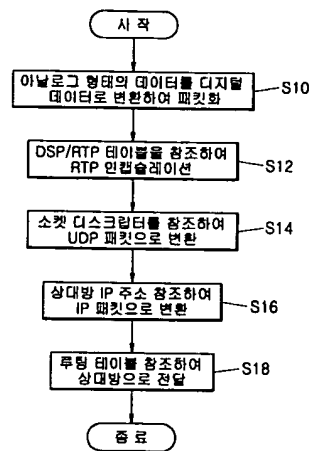 시 작
아날로그 형태의 데이터를 디지털
데이터로 변환하여 패킷화
S10
DSP/RTP 테이블을 참조하여
RTP 인캡슐레이션
S12
소켓 디스크립터를 참조하여
UDP 패킷으로 변환
S14
상대방 IP 주소 참조하여
IP 패킷으로 변환
S16
루팅 테이블 참조하여
상대방으로 전달
S18
종 료